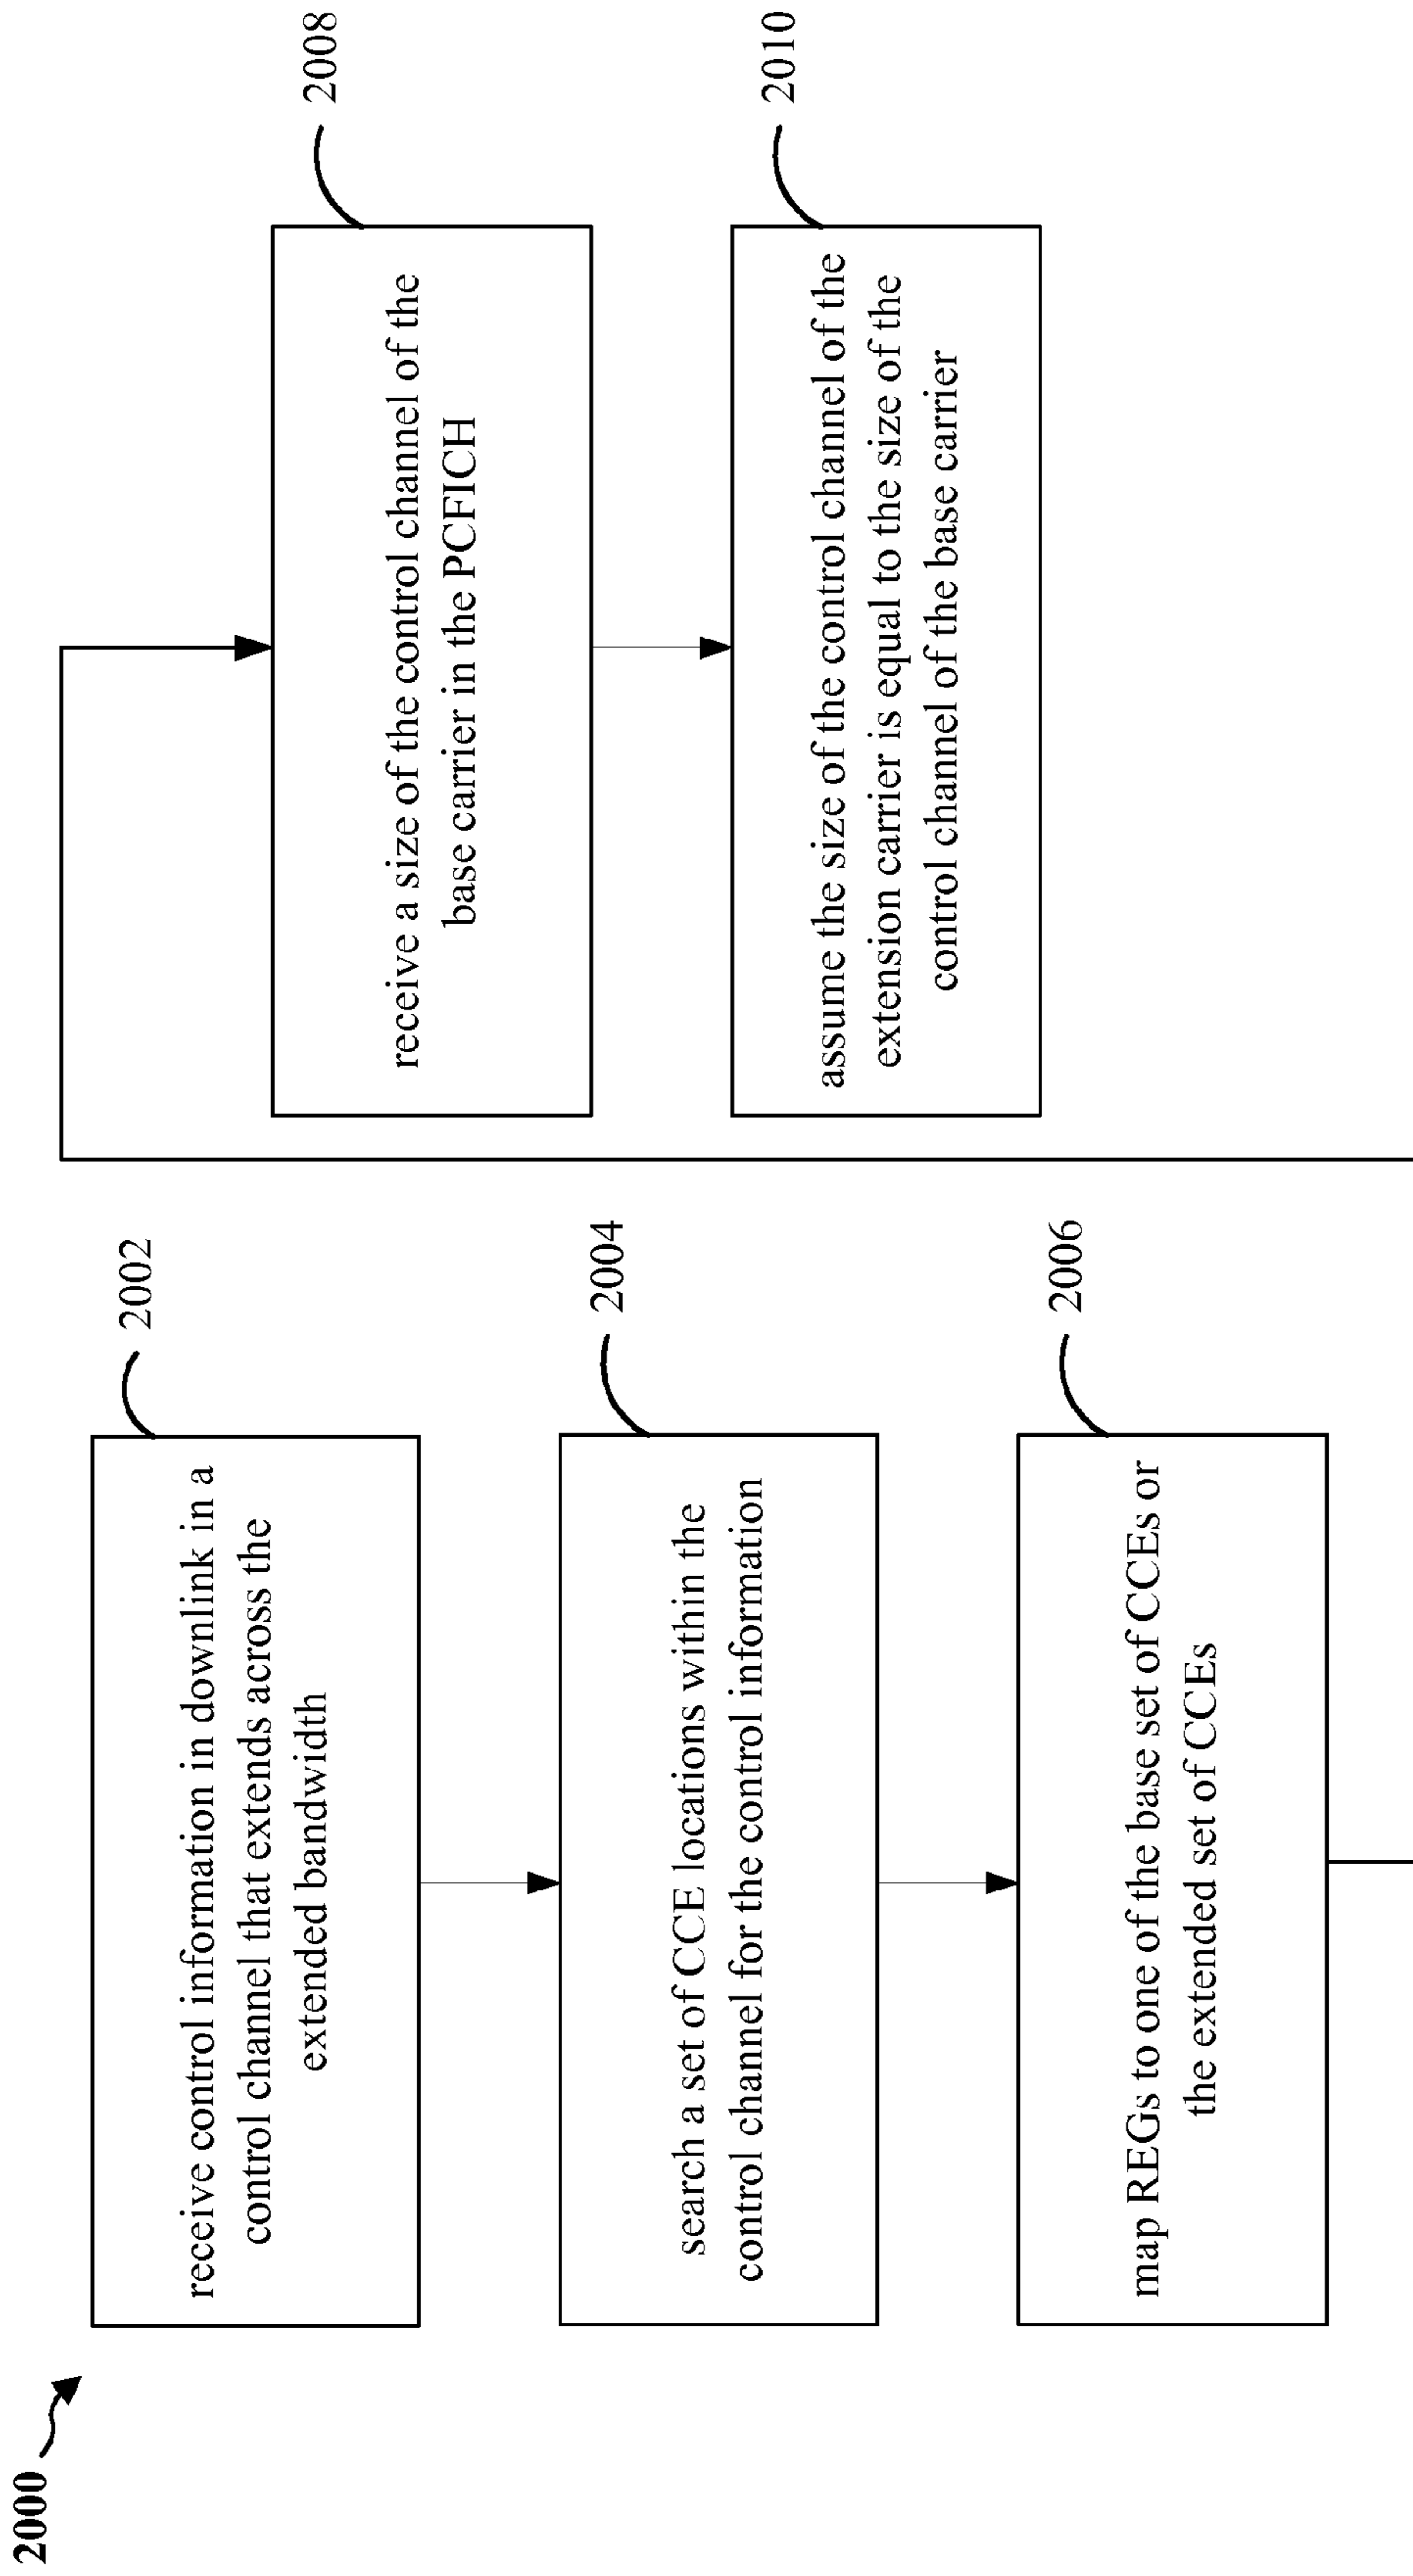 2000
receive control information in downlink in a
control channel that extends across the
extended bandwidth
2002
search a set of CCE locations within the
control channel for the control information
2004
map REGs to one of the base set of CCEs or
the extended set of CCEs
2006
receive a size of the control channel of the
base carrier in the PCFICH
2008
assume the size of the control channel of the
extension carrier is equal to the size of the
control channel of the base carrier
2010